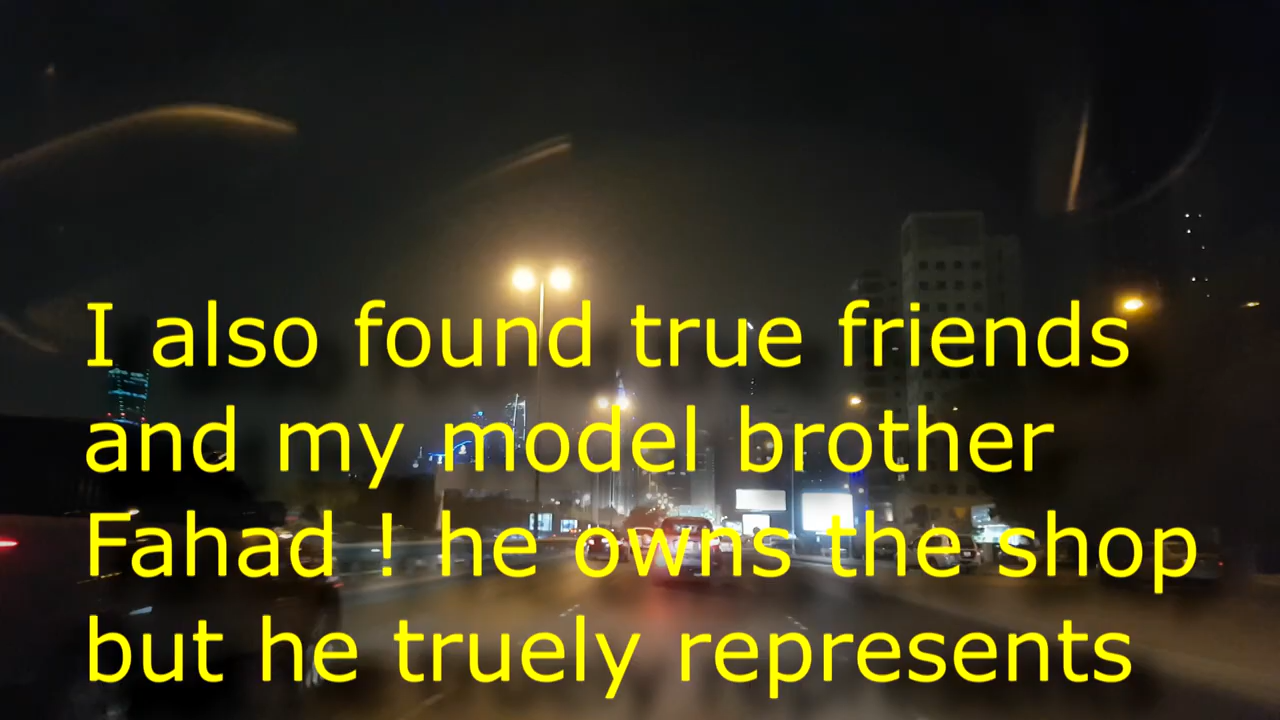 I also found true friends
and my model brother
Fahad ! he owns the shop
but he truely represents